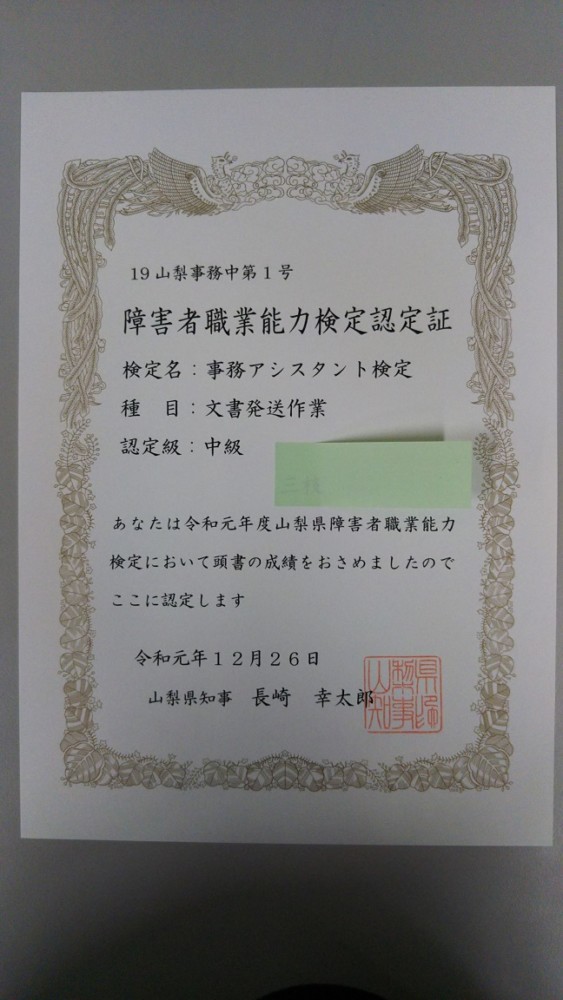 19山梨事務中第1号
障害者職業能力検定認定証
検定名：事務アシスタント検定
種　目：文書発送作業
認定級：中級
あなたは令和元年度山梨県障害者職業能力
検定において頭書の成績をおさめましたので
ここに認定します
令和元年１２月２６日
山梨県知事　長崎　幸太郎